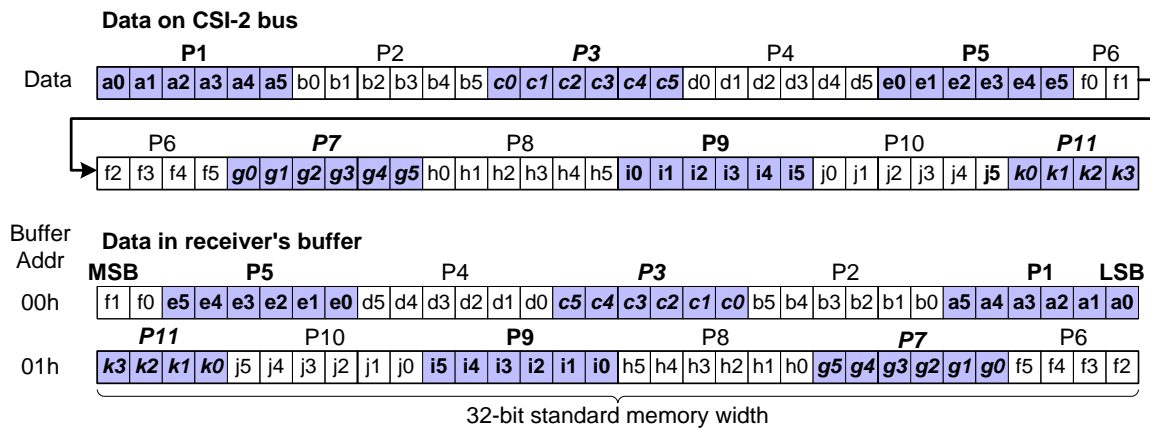 Data on CSI-2 bus
P1 P2 P3 P4 P5 P6
Data a0 a1 a2 a3 a4 a5 b0 b1 b2 b3 b4 b5 c0 c1 c2 c3 c4 c5 d0 d1 d2 d3 d4 d5 e0 e1 e2 e3 e4 e5 f0 f1
P6 P7 P8 P9 P10 P11
f2 f3 f4 f5 g0 g1 g2 g3 g4 g5 h0 h1 h2 h3 h4 h5 i0 i1 i2 i3 i4 i5 j0 j1 j2 j3 j4 j5 k0 k1 k2 k3
Buffer
Addr
Data in receiver's buffer
MSB P5 P4 P3 P2 P1 LSB
00h f1 f0 e5 e4 e3 e2 e1 e0 d5 d4 d3 d2 d1 d0 c5 c4 c3 c2 c1 c0 b5 b4 b3 b2 b1 b0 a5 a4 a3 a2 a1 a0
P11 P10 P9 P8 P7 P6
01h k3 k2 k1 k0 j5 j4 j3 j2 j1 j0 i5 i4 i3 i2 i1 i0 h5 h4 h3 h2 h1 h0 g5 g4 g3 g2 g1 g0 f5 f4 f3 f2
32-bit standard memory width